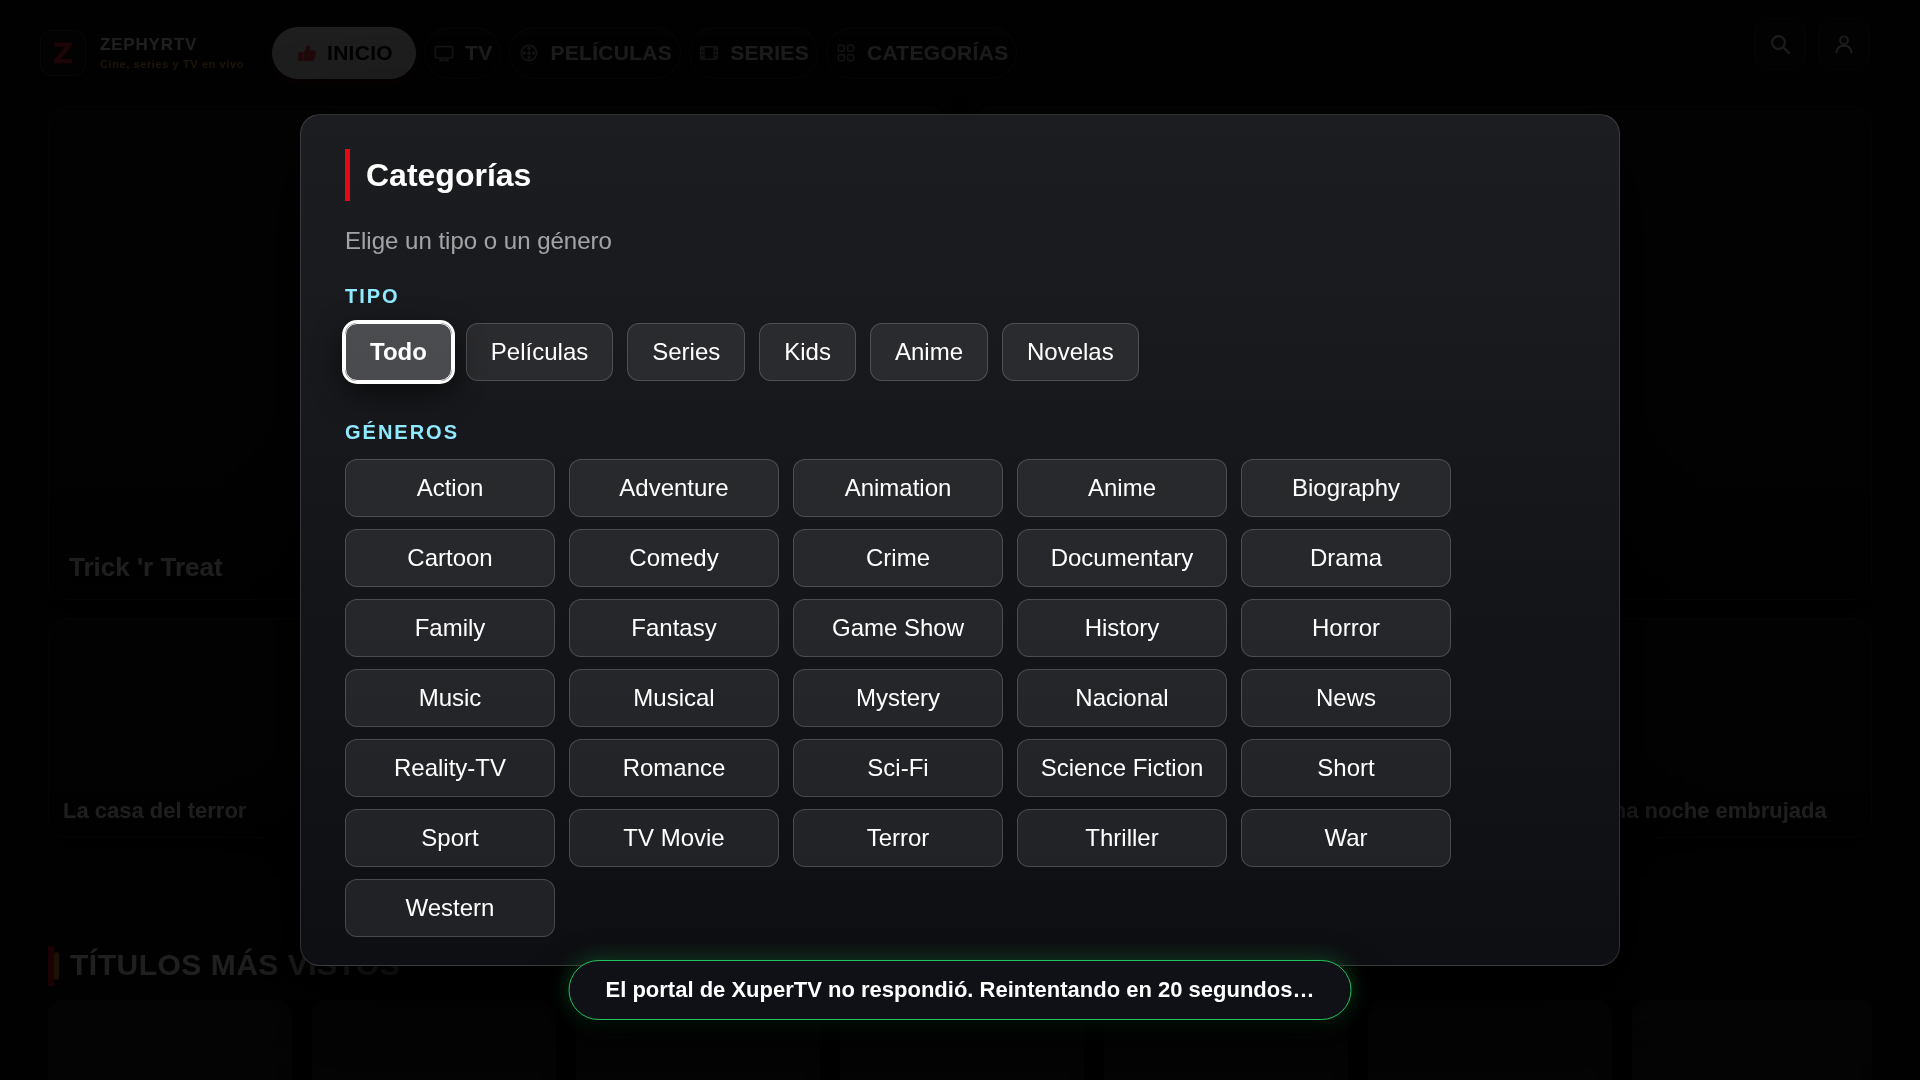 ZEPHYRTV
Cine, series y TV en vivo
INICIO
TV
PELÍCULAS
SERIES
CATEGORÍAS
Categorías
Elige un tipo o un género
TIPO
Todo
Películas
Series
Kids
Anime
Novelas
GÉNEROS
Action
Adventure
Animation
Anime
Biography
Cartoon
Comedy
Crime
Documentary
Drama
Family
Fantasy
Game Show
History
Horror
Music
Musical
Mystery
Nacional
News
Reality-TV
Romance
Sci-Fi
Science Fiction
Short
Sport
TV Movie
Terror
Thriller
War
Western
Trick 'r Treat
La casa del terror
noche embrujada
TÍTULOS MÁS VISTOS
El portal de XuperTV no respondió. Reintentando en 20 segundos…